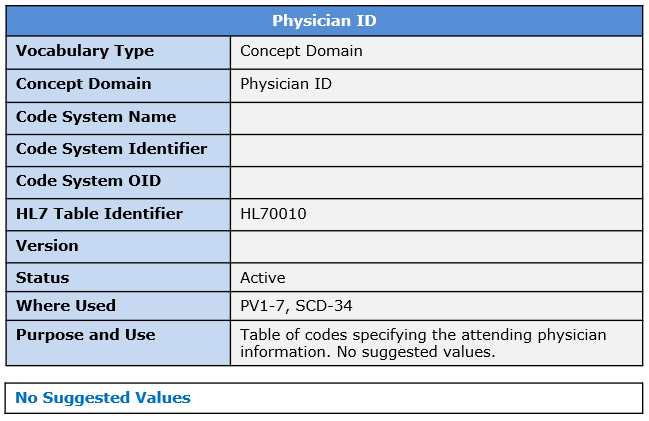 Physician ID
Vocabulary Type Concept Domain
Concept Domain Physician ID
Code System Name
Code System Identifier
Code System OID
HL7 Table Identifier HL70010
Version
Status Active
Where Used PV1-7, SCD-34
Purpose and Use Table of codes specifying the attending physician
information. No suggested values.
No Suggested Values